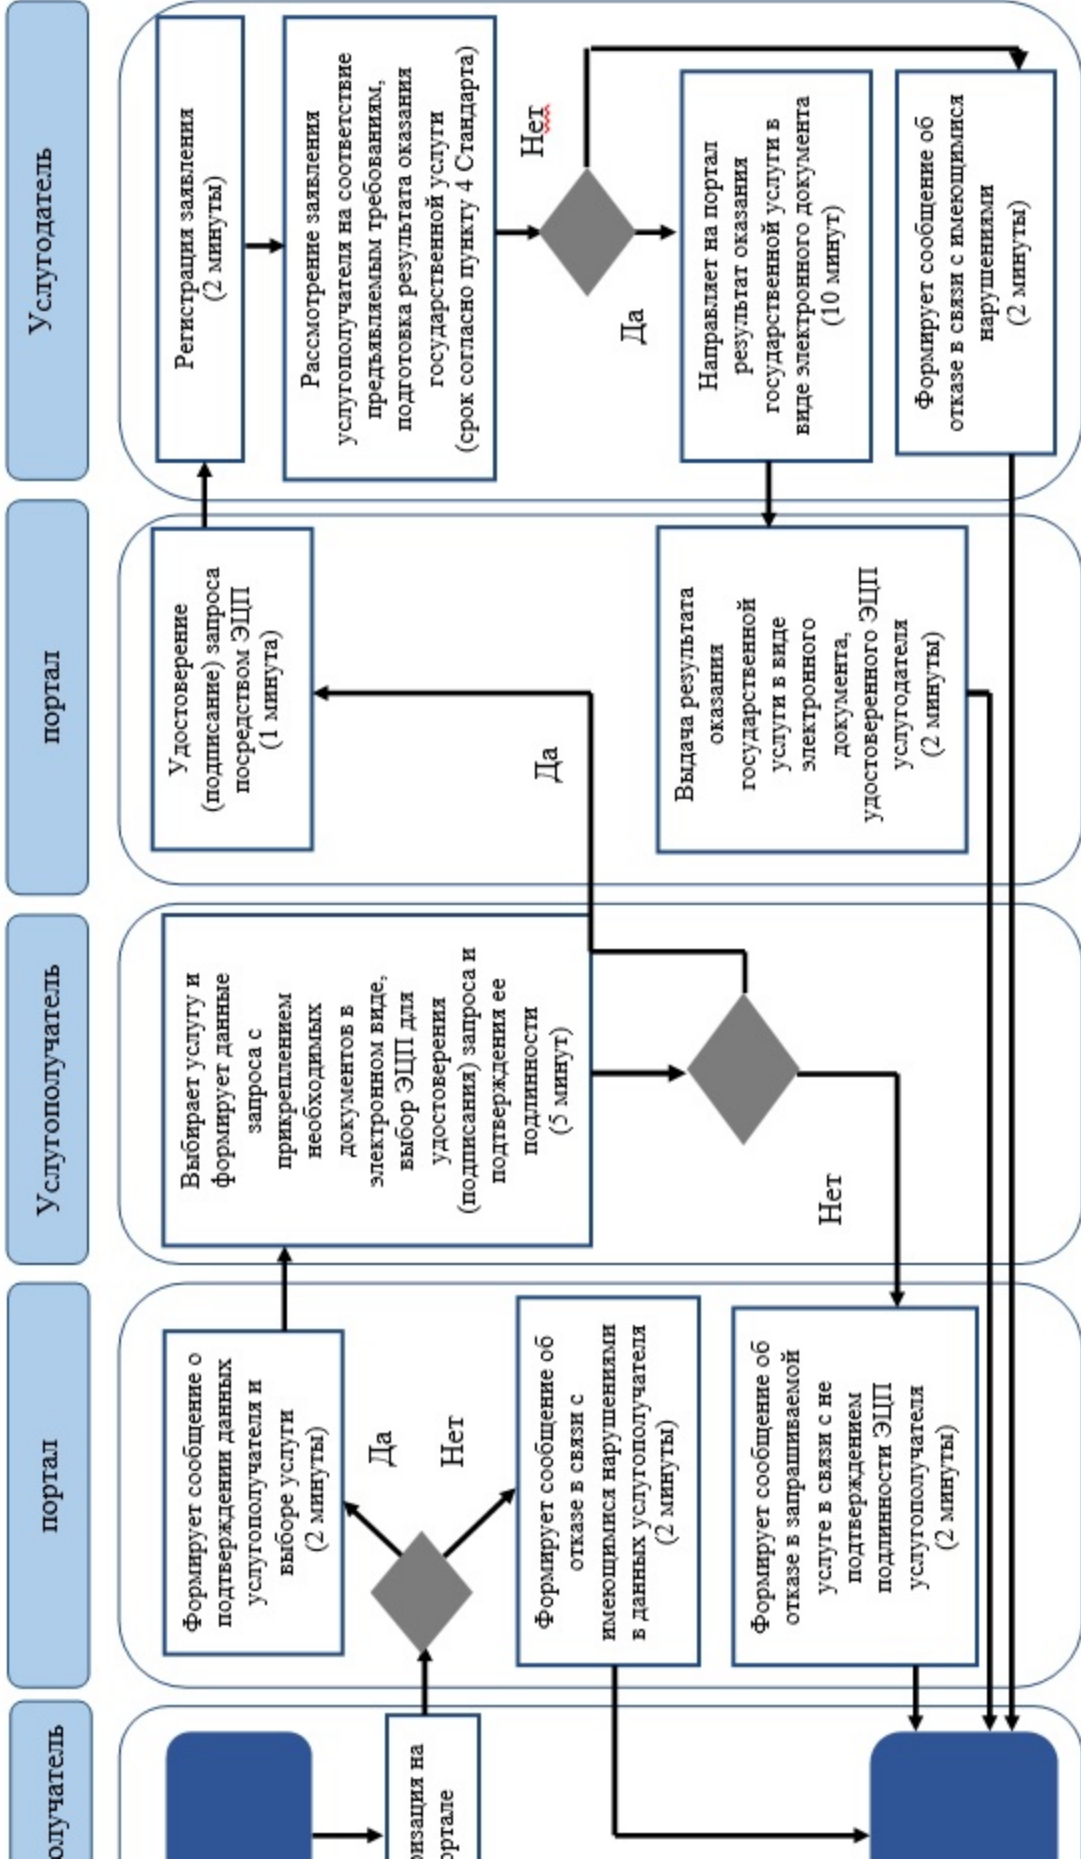 олучатель
портал
Услугополучатель
портал
Услугодатель
ризация на
ортале
Формирует сообщение о
подтверждении данных
услугополучателя и
выборе услуги
(2 минуты)
Да
Нет
Формирует сообщение об
отказе в связи с
имеющимися нарушениями
в данных услугополучателя
(2 минуты)
Формирует сообщение об
отказе в запрашиваемой
услуге в связи с не
подтверждением
подлинности ЭЦП
услугополучателя
(2 минуты)
Выбирает услугу и
формирует данные
запроса с
прикреплением
необходимых
документов в
электронном виде,
выбор ЭЦП для
удостоверения
(подписания) запроса и
подтверждения ее
подлинности
(5 минут)
Нет
Удостоверение
(подписание) запроса
посредством ЭЦП
(1 минута)
Да
Выдача результата
оказания
государственной
услуги в виде
электронного
документа,
удостоверенного ЭЦП
услугодателя
(2 минуты)
Регистрация заявления
(2 минуты)
Рассмотрение заявления
услугополучателя на соответствие
предъявляемым требованиям,
подготовка результата оказания
государственной услуги
(срок согласно пункту 4 Стандарта)
Нет
Да
Направляет на портал
результат оказания
государственной услуги в
виде электронного документа
(10 минут)
Формирует сообщение об
отказе в связи с имеющимися
нарушениями
(2 минуты)